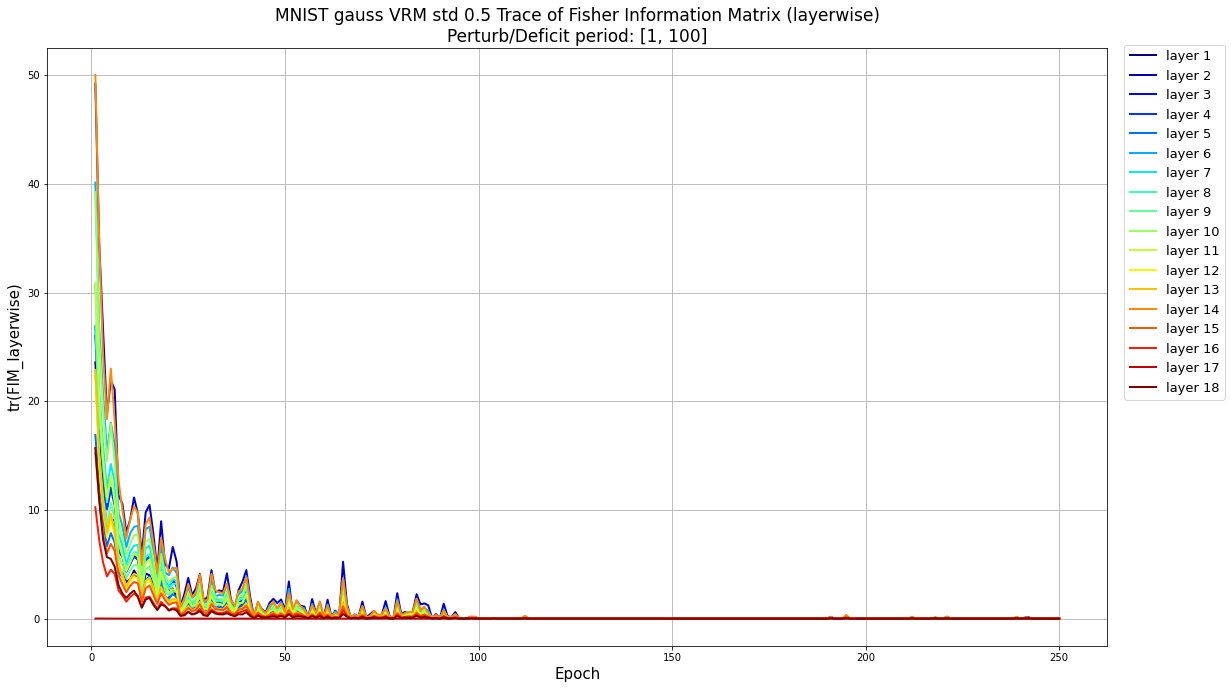 MNIST gauss VRM std 0.5 Trace of Fisher Information Matrix (layerwise)
Perturb/Deficit period: [1, 100]
tr(FIM_layerwise)
50
40
30
20
10
0
0
50
100
150
200
250
Epoch
layer 1
layer 2
layer 3
layer 4
layer 5
layer 6
layer 7
layer 8
layer 9
layer 10
layer 11
layer 12
layer 13
layer 14
layer 15
layer 16
layer 17
layer 18